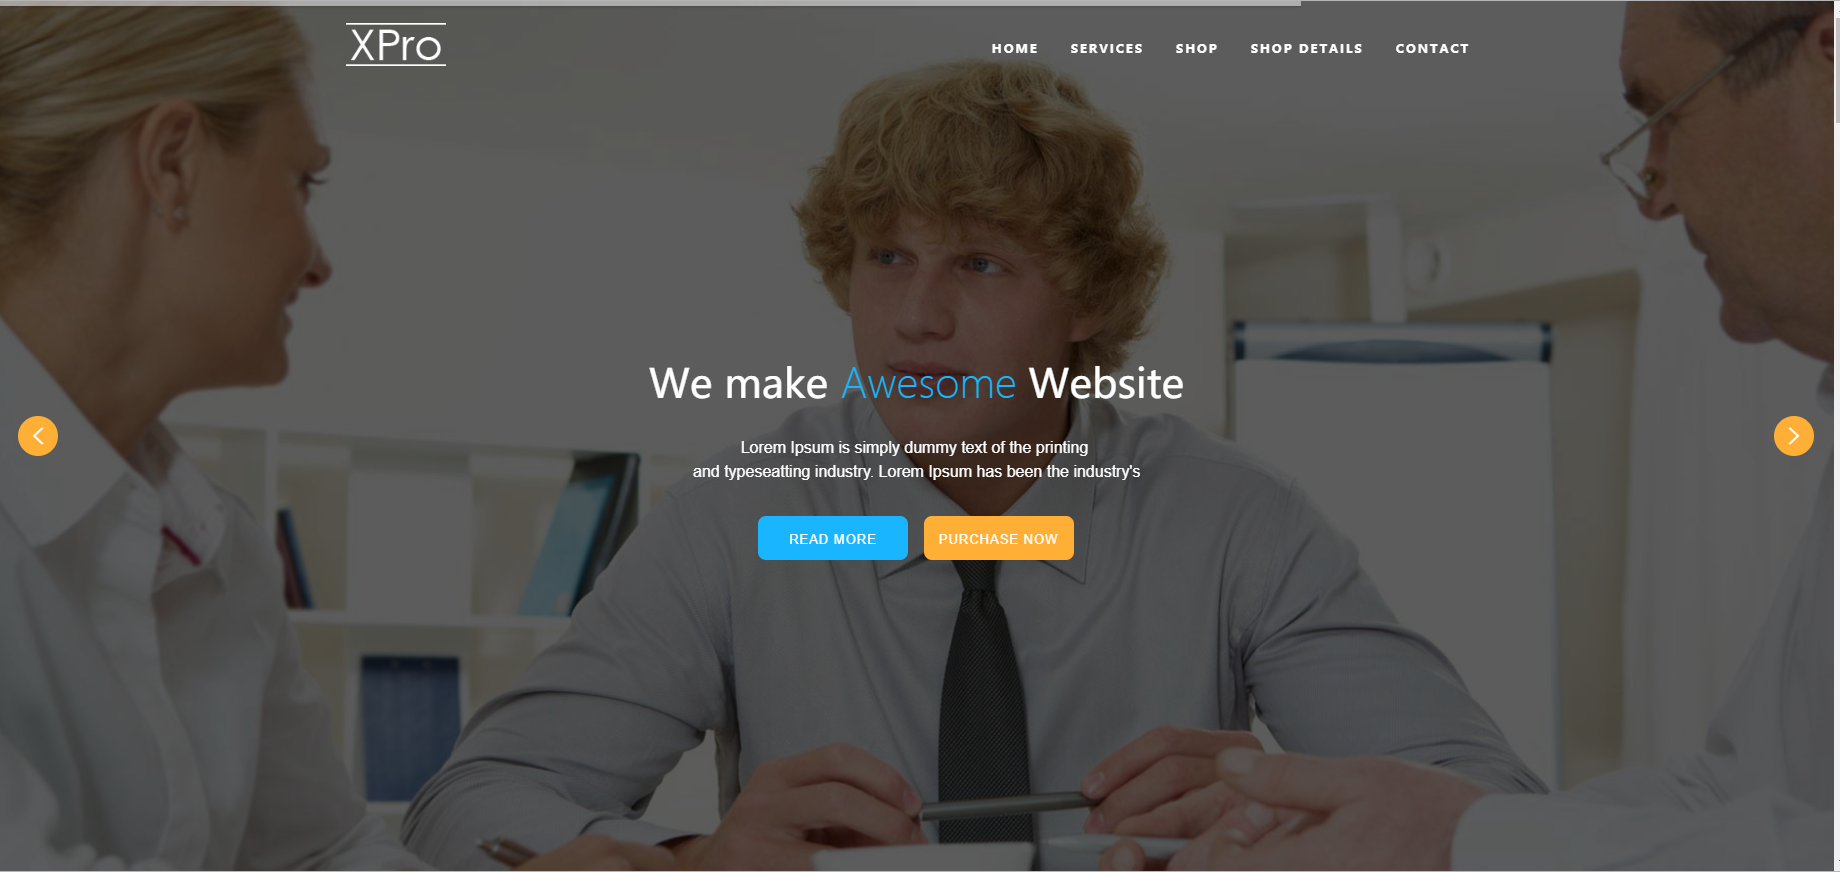 XPro
HOME SERVICES SHOP SHOP DETAILS CONTACT
We make Awesome Website
Lorem Ipsum is simply dummy text of the printing
and typeseatting industry. Lorem Ipsum has been the industry's
READ MORE PURCHASE NOW